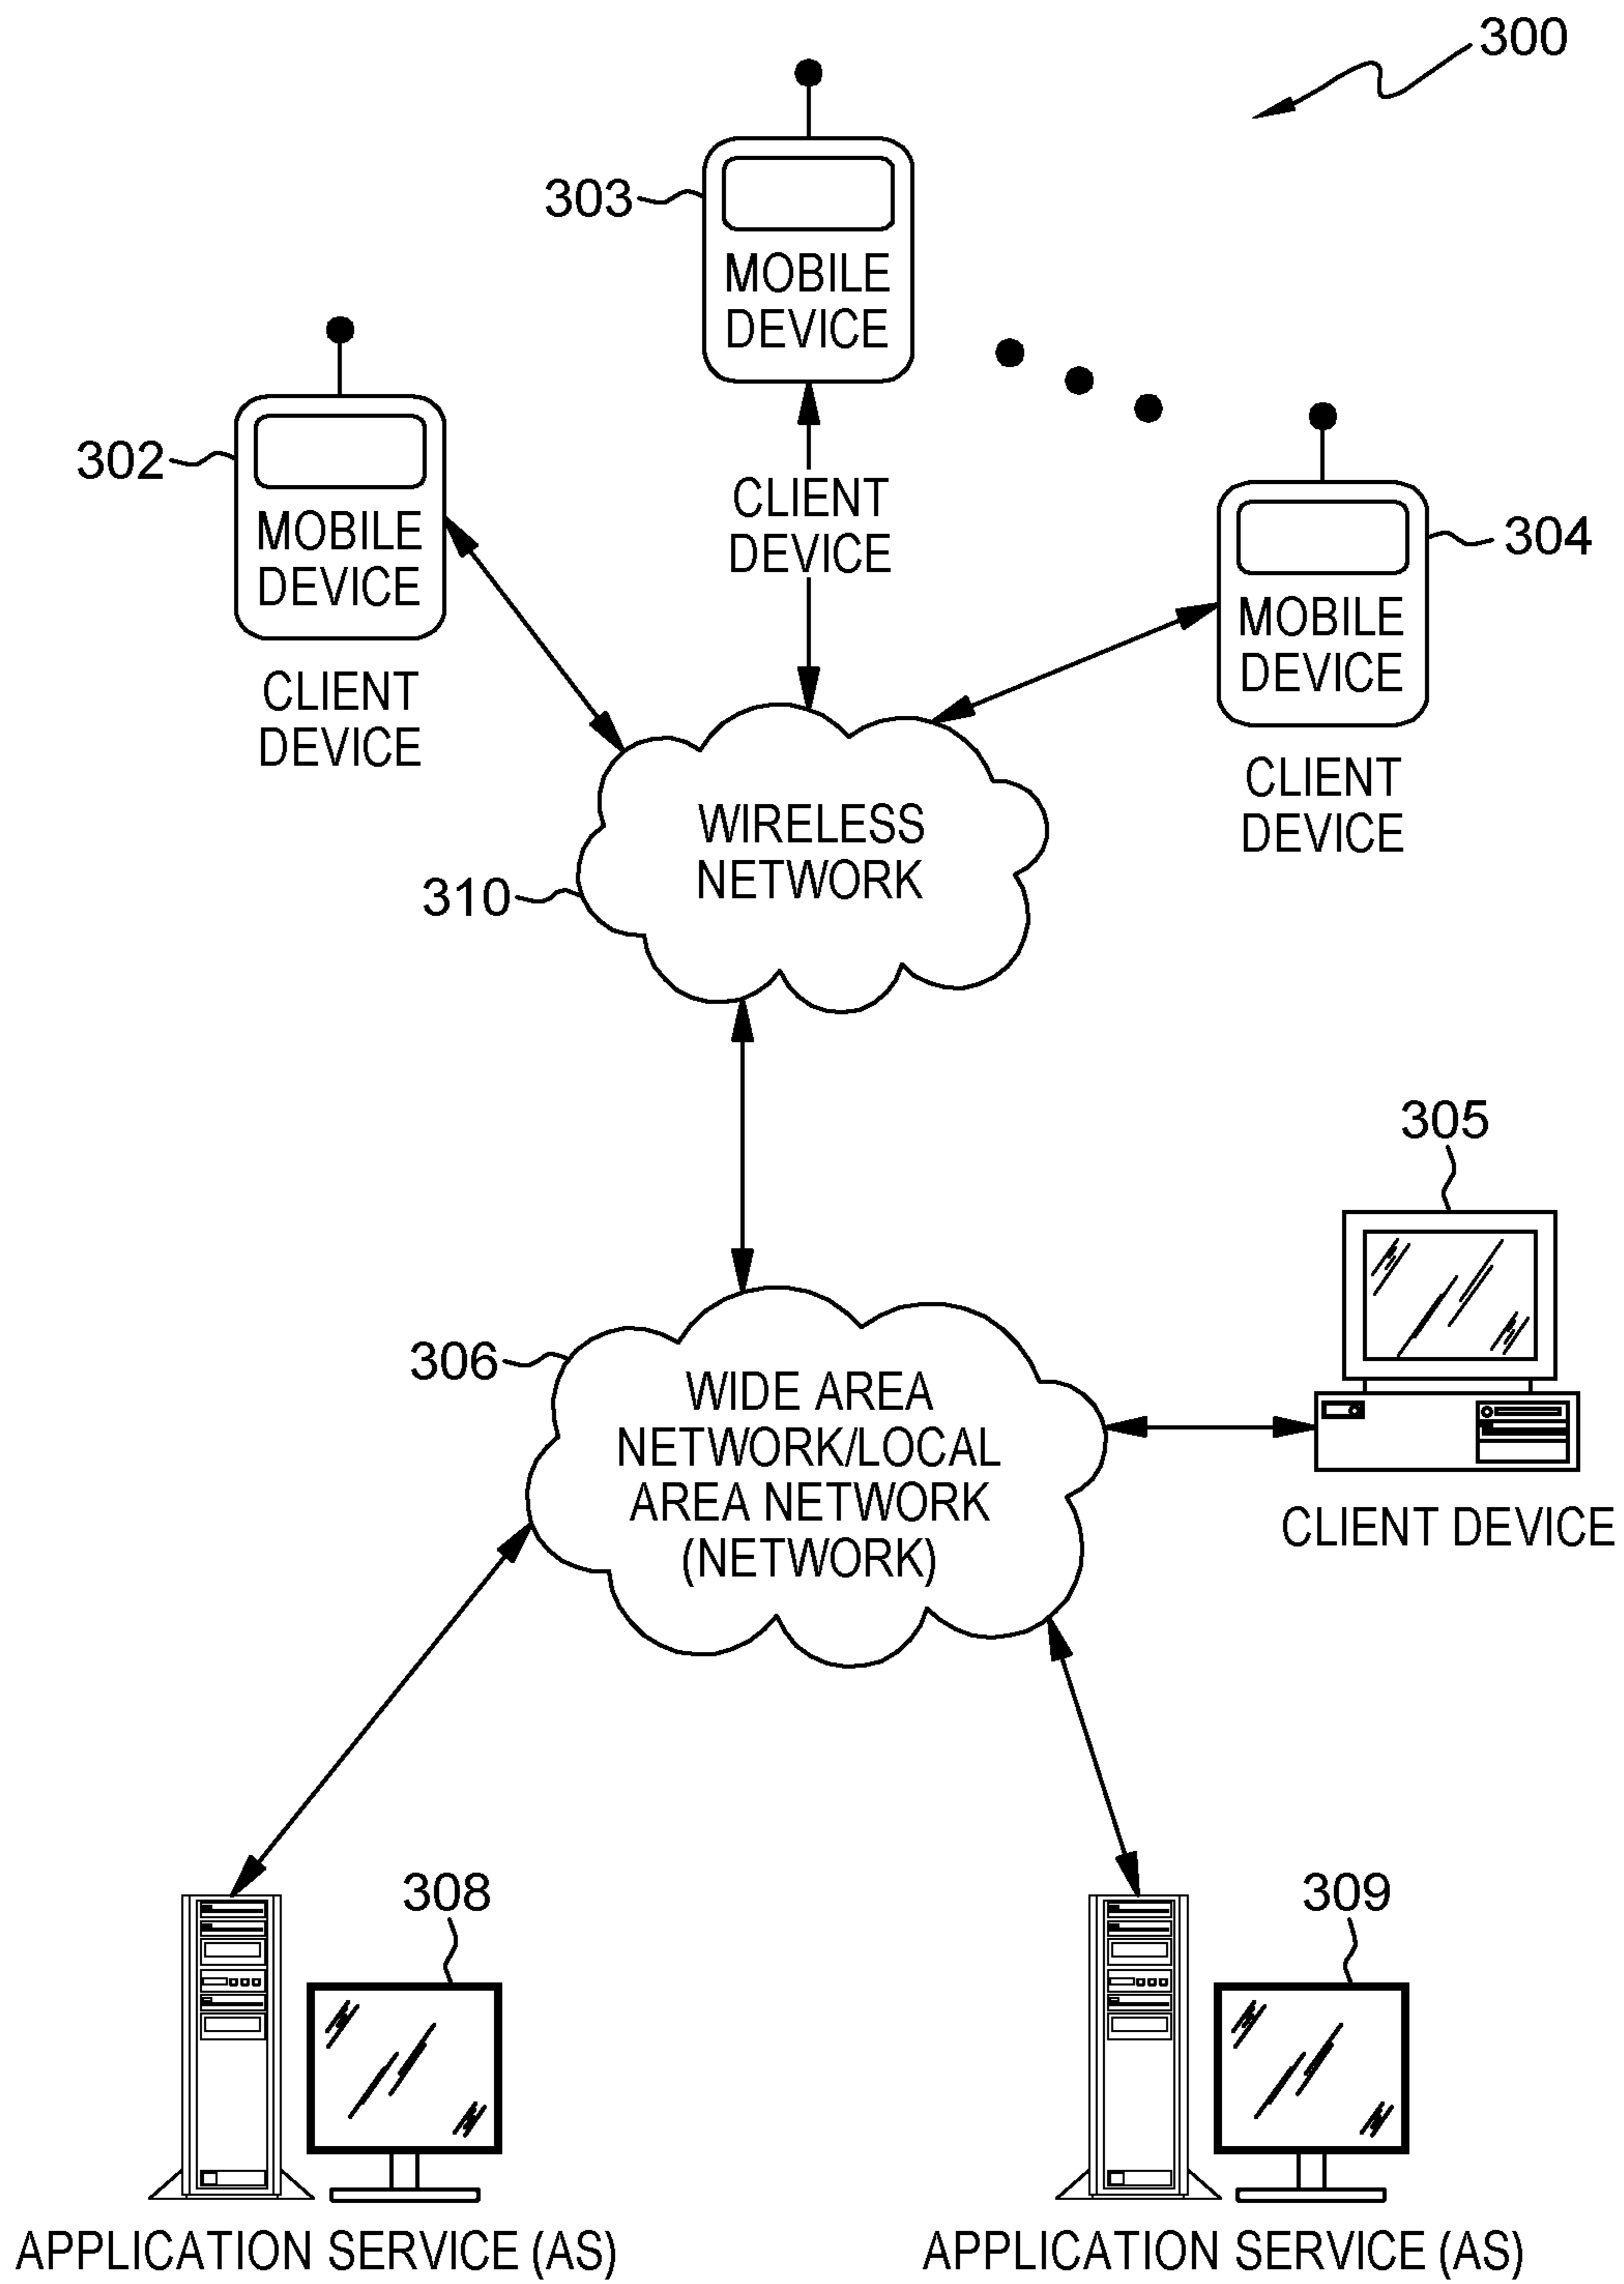 300
303
MOBILE
DEVICE
302
MOBILE
DEVICE
CLIENT
DEVICE
CLIENT
DEVICE
304
MOBILE
DEVICE
CLIENT
DEVICE
WIRELESS
NETWORK
310
305
306
WIDE AREA
NETWORK/LOCAL
AREA NETWORK
(NETWORK)
CLIENT DEVICE
308
309
APPLICATION SERVICE (AS)
APPLICATION SERVICE (AS)